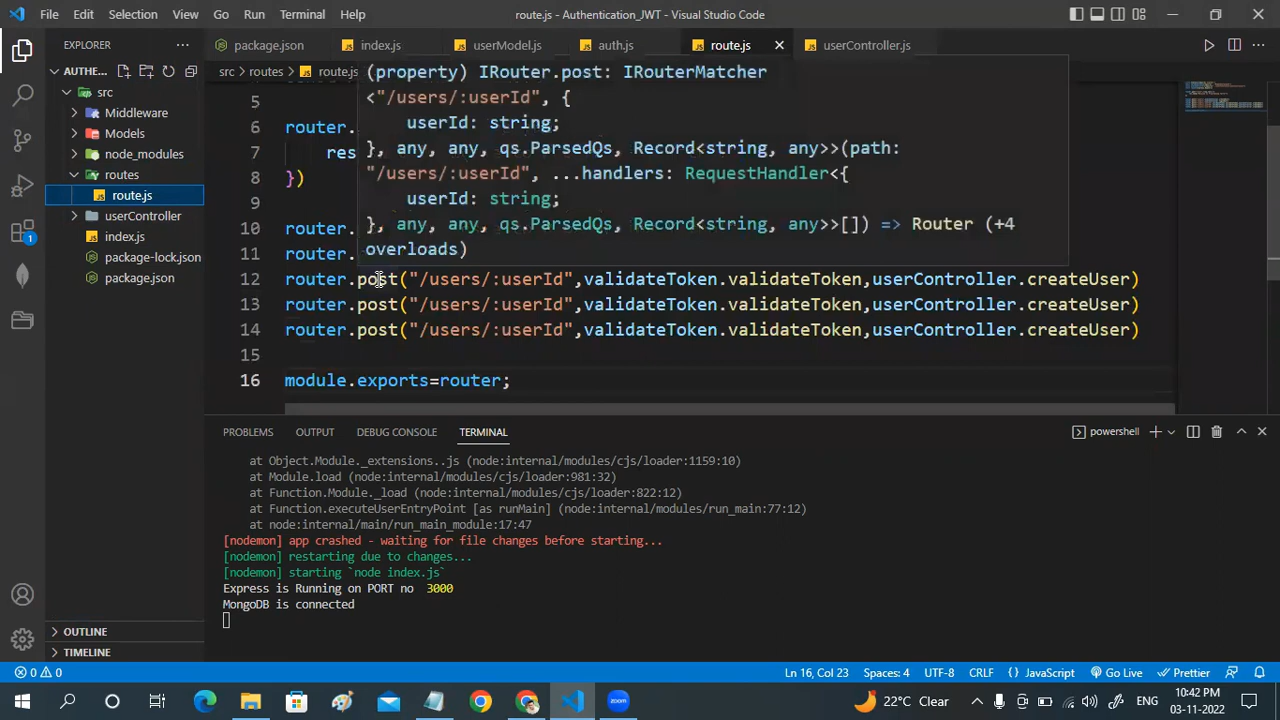 File Edit Selection View Go Run Terminal Help
route.js - Authentication_JWT - Visual Studio Code
EXPLORER
package.json
index.js
userModel.js
auth.js
route.js
userController.js
AUTHE...
src
Middleware
Models
node_modules
routes
route.js
userController
index.js
package-lock.json
package.json
OUTLINE
TIMELINE
src > routes > route.js
(property) IRouter.post: IRouterMatcher
<"/users/:userId", {
userId: string;
}, any, any, qs.ParsedQs, Record<string, any>>(path:
"/users/:userId", ...handlers: RequestHandler<{
userId: string;
}, any, any, qs.ParsedQs, Record<string, any>>[]) => Router (+4
overloads)
5
6 router.
7 res
8 })
10 router.
11 router.
12 router.post("/users/:userId",validateToken.validateToken,userController.createUser)
13 router.post("/users/:userId",validateToken.validateToken,userController.createUser)
14 router.post("/users/:userId",validateToken.validateToken,userController.createUser)
15
16 module.exports=router;
PROBLEMS OUTPUT DEBUG CONSOLE TERMINAL
powershell
at Object.Module._extensions..js (node:internal/modules/cjs/loader:1159:10)
at Module.load (node:internal/modules/cjs/loader:981:32)
at Function.Module._load (node:internal/modules/cjs/loader:822:12)
at Function.executeUserEntryPoint [as runMain] (node:internal/modules/run_main:77:12)
at node:internal/main/run_main_module:17:47
[nodemon] app crashed - waiting for file changes before starting...
[nodemon] restarting due to changes...
[nodemon] starting `node index.js`
Express is Running on PORT no 3000
MongoDB is connected
0 0
Ln 16, Col 23 Spaces: 4 UTF-8 CRLF {} JavaScript Go Live Prettier
22°C Clear
ENG
10:42 PM
03-11-2022